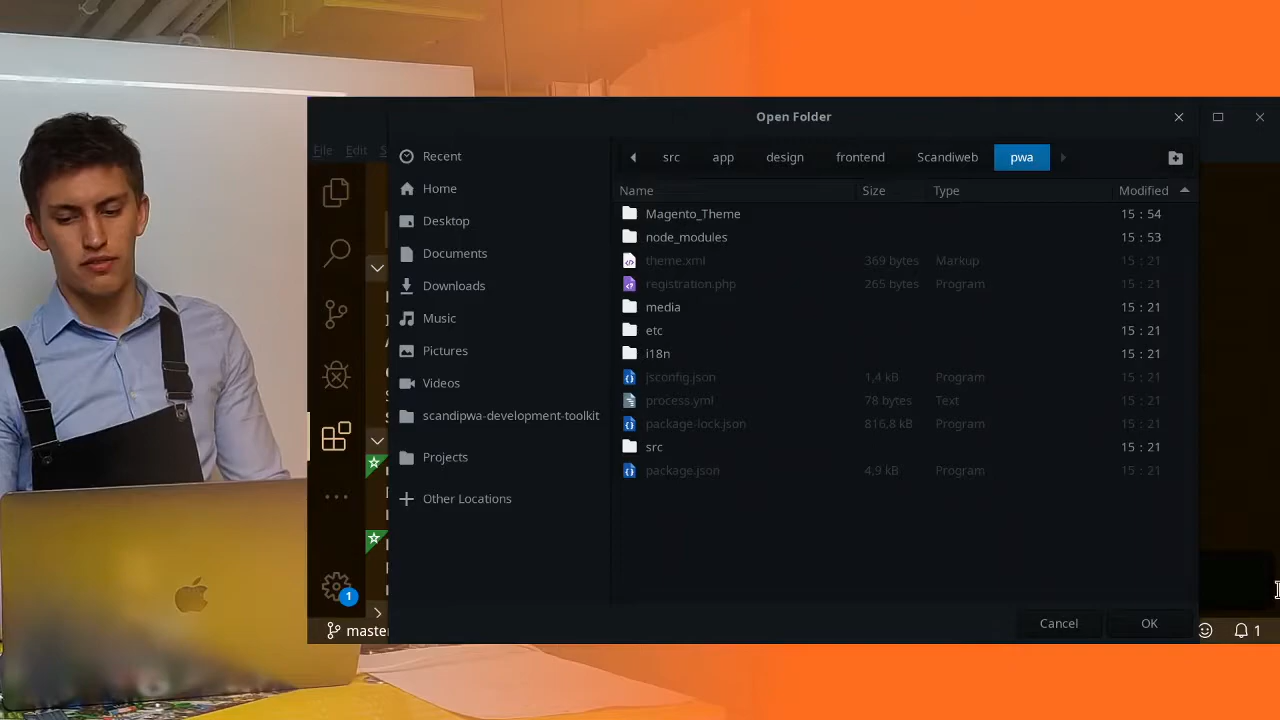 Open Folder
File Edit S
Recent
Home
Desktop
Documents
Downloads
Music
Pictures
Videos
scandipwa-development-toolkit
Projects
Other Locations
src app design frontend Scandiweb pwa
Name Size Type Modified
Magento_Theme 15 : 54
node_modules 15 : 53
theme.xml 369 bytes Markup 15 : 21
registration.php 265 bytes Program 15 : 21
media 15 : 21
etc 15 : 21
i18n 15 : 21
jsconfig.json 1,4 kB Program 15 : 21
process.yml 78 bytes Text 15 : 21
package-lock.json 816,8 kB Program 15 : 21
src 15 : 21
package.json 4,9 kB Program 15 : 21
Cancel OK
1
master
1